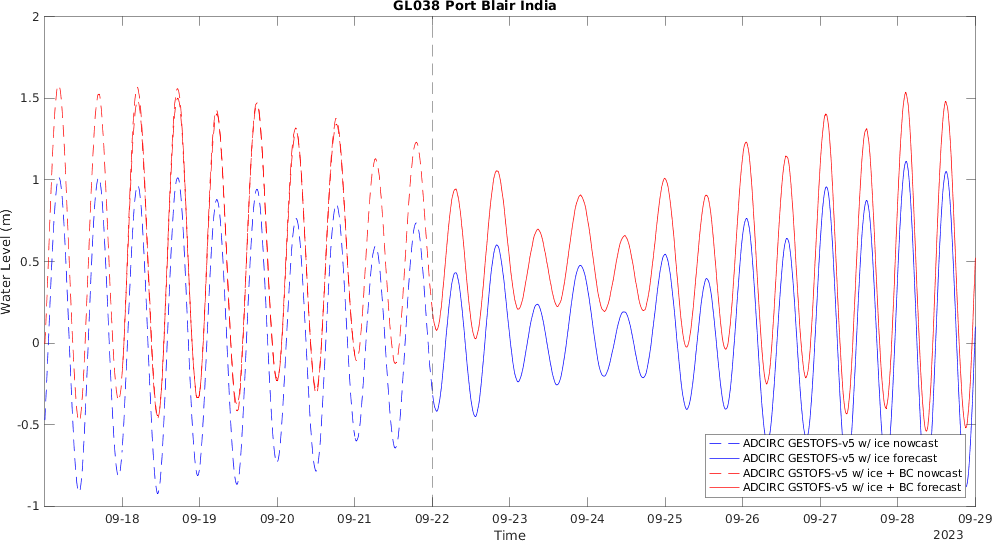 GL038 Port Blair India
2
1.5
1
0.5
0
-0.5
-1
Water Level (m)
ADCIRC GESTOFS-v5 w/ ice nowcast
ADCIRC GESTOFS-v5 w/ ice forecast
ADCIRC GSTOFS-v5 w/ ice + BC nowcast
ADCIRC GSTOFS-v5 w/ ice + BC forecast
09-18 09-19 09-20 09-21 09-22 09-23 09-24 09-25 09-26 09-27 09-28 09-29
Time
2023